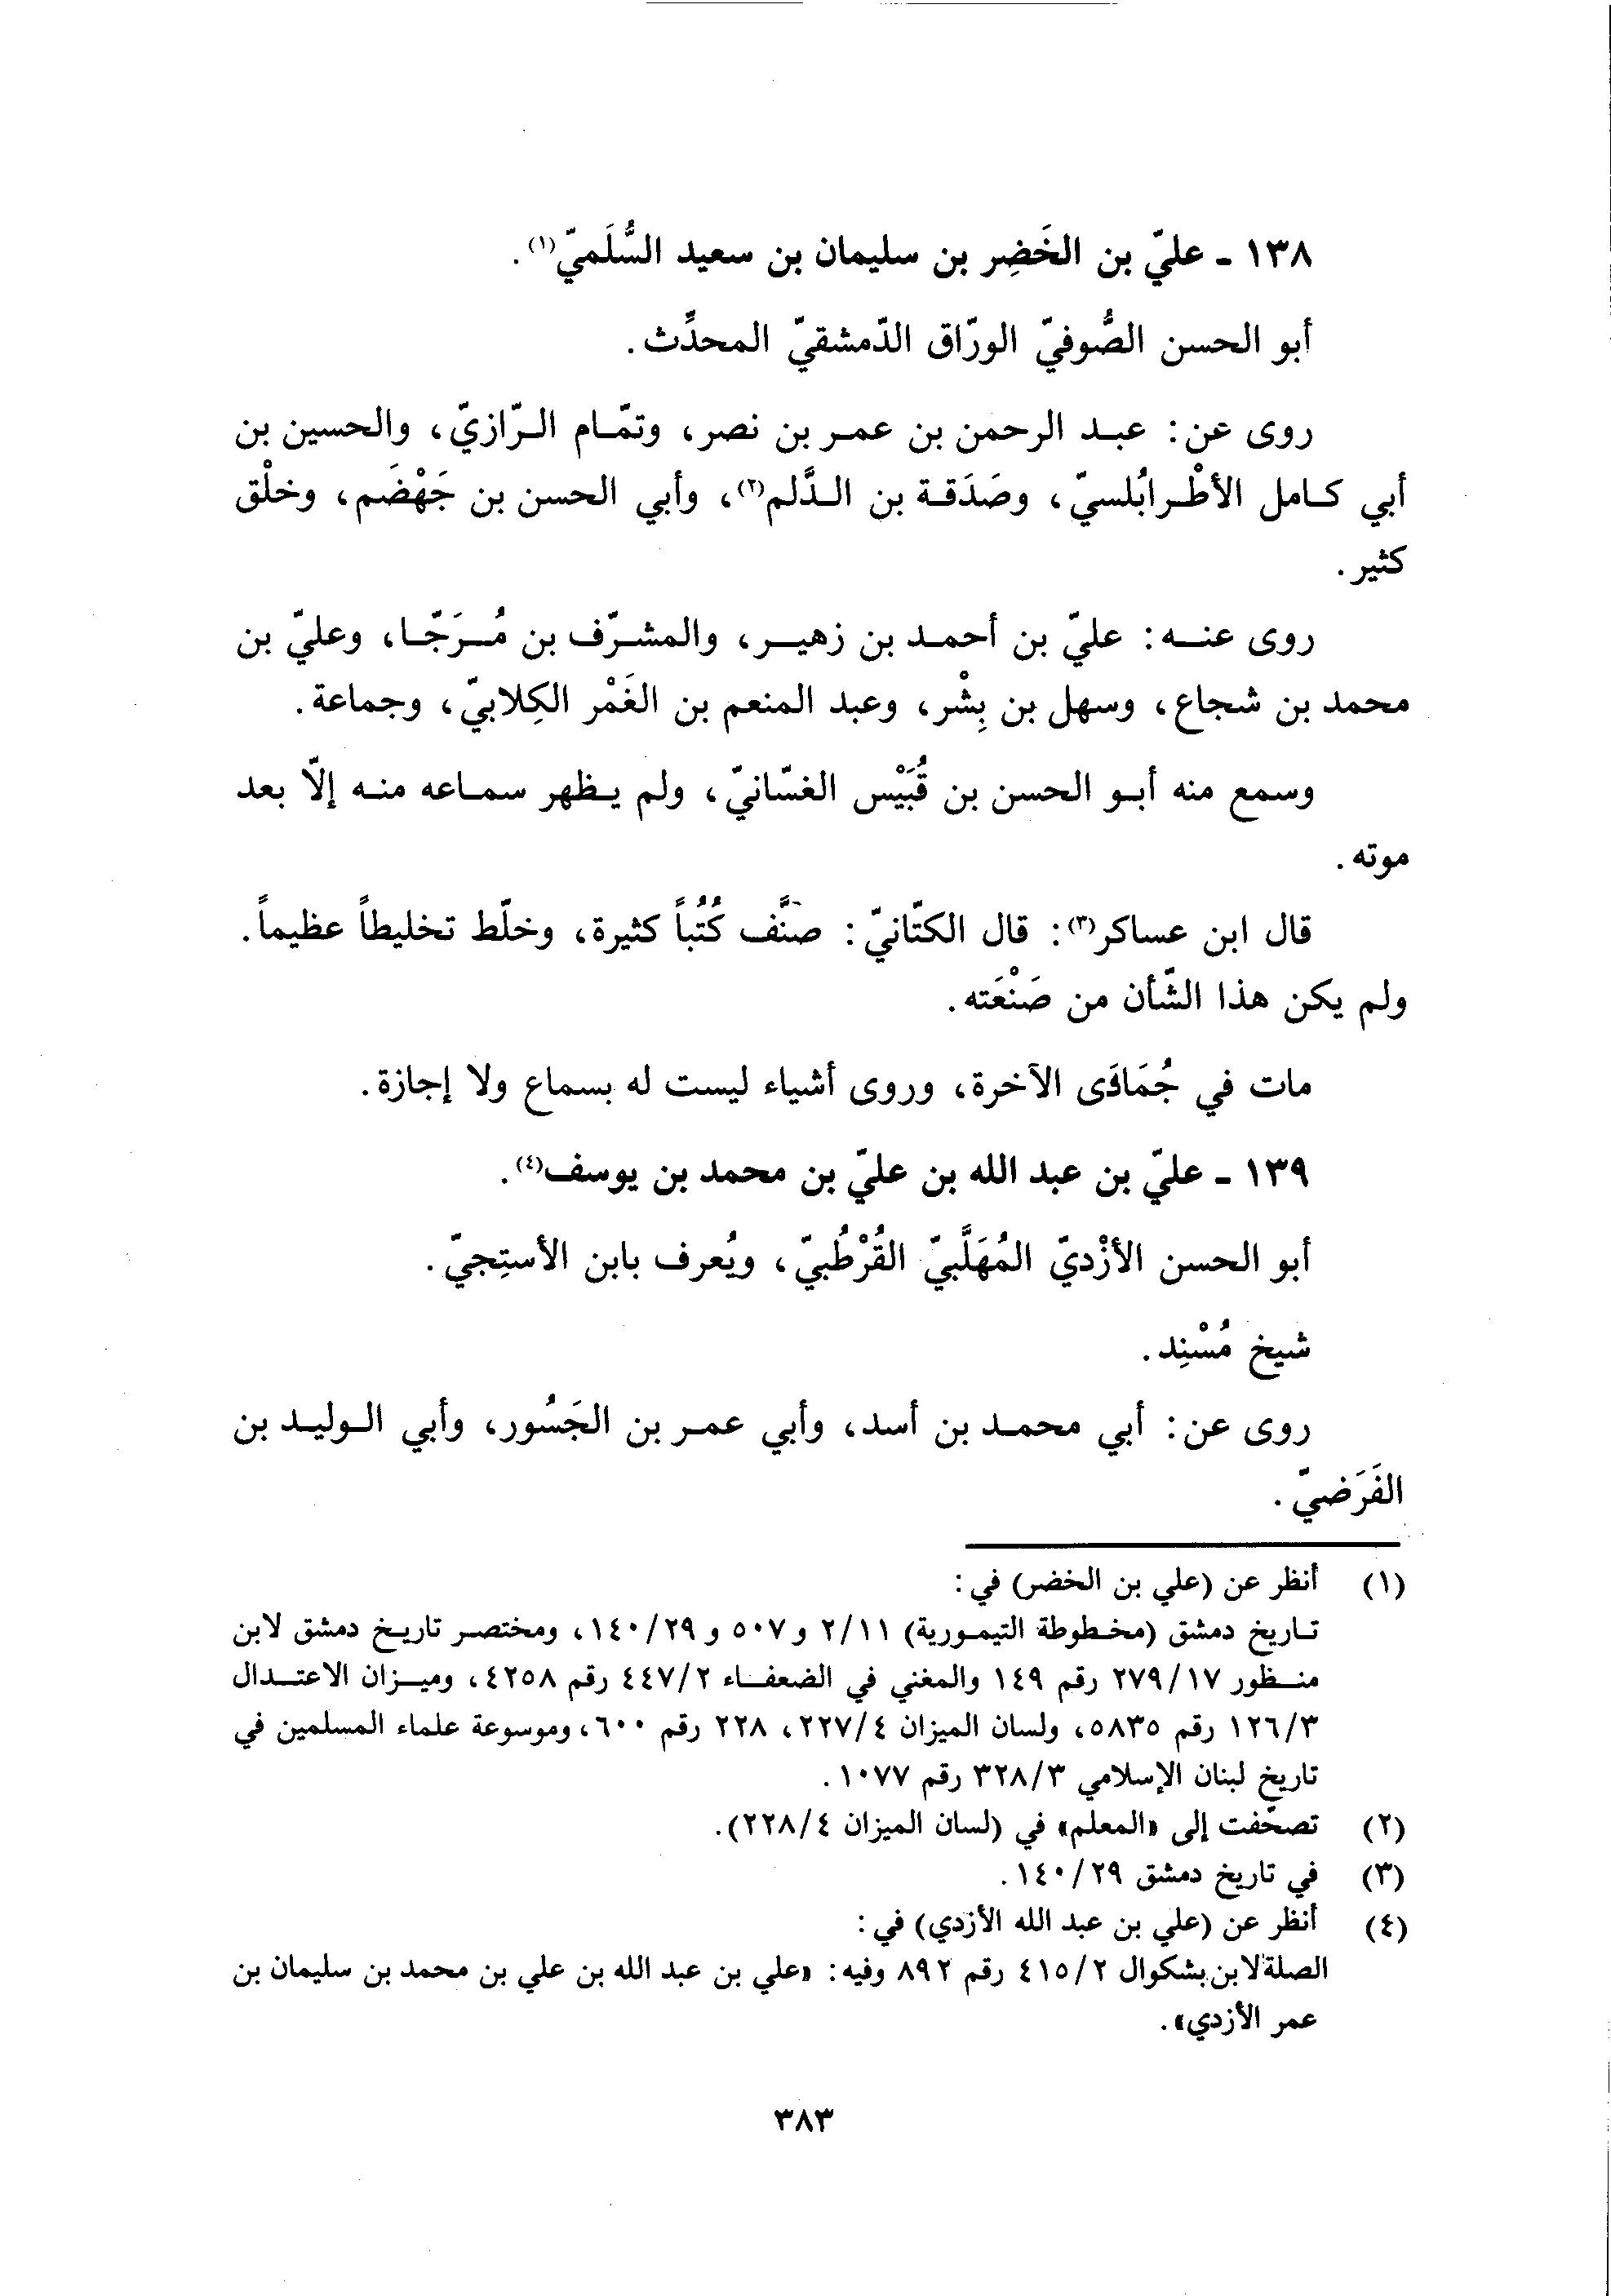 ١٣٨ - عليّ بن الخَضِر بن سليمان بن سعيد السُّلَميّ(١).
أبو الحسن الصُّوفيّ الورّاق الدّمشقيّ المحدِّث.
روى عن: عبد الرحمن بن عمر بن نصر، وتمّام الرّازيّ، والحسين بن
أبي كامل الأطْرابُلسيّ، وصَدَقة بن الدَّلم(٢)، وأبي الحسن بن جَهْضَم، وخلْق
كثير.
روى عنه: عليّ بن أحمد بن زهير، والمشرّف بن مُرَجّا، وعليّ بن
محمد بن شجاع، وسهل بن بِشْر، وعبد المنعم بن الغَمْر الكِلابيّ، وجماعة.
وسمع منه أبو الحسن بن قُبَيْس الغسّانيّ، ولم يظهر سماعه منه إلّا بعد
موته.
قال ابن عساكر(٣): قال الكتّانيّ: صنَّف كُتُباً كثيرة، وخلّط تخليطاً عظيماً.
ولم يكن هذا الشّأن من صَنْعَته.
مات في جُمَادَى الآخرة، وروى أشياء ليست له بسماع ولا إجازة.
١٣٩ - عليّ بن عبد الله بن عليّ بن محمد بن يوسف(٤).
أبو الحسن الأزْديّ المُهَلَّبيّ القُرْطُبيّ، ويُعرف بابن الأستِجيّ.
شيخ مُسْنِد.
روى عن: أبي محمد بن أسد، وأبي عمر بن الجَسُور، وأبي الوليد بن
الفَرَضيّ.
(١) أنظر عن (علي بن الخضر) في:
تاريخ دمشق (مخطوطة التيمورية) ٢/١١ و٥٠٧ و ١٤٠/٢٩، ومختصر تاريخ دمشق لابن
منظور ٢٧٩/١٧ رقم ١٤٩ والمغني في الضعفاء ٤٤٧/٢ رقم ٤٢٥٨، وميزان الاعتدال
١٢٦/٣ رقم ٥٨٣٥، ولسان الميزان ٢٢٧/٤، ٢٢٨ رقم ٦٠٠، وموسوعة علماء المسلمين في
تاريخ لبنان الإسلامي ٣٢٨/٣ رقم ١٠٧٧.
(٢) تصحّفت إلى «المعلم» في (لسان الميزان ٢٢٨/٤).
(٣) في تاريخ دمشق ١٤٠/٢٩.
(٤) أنظر عن (علي بن عبد الله الأزدي) في:
الصلة لابن بشكوال ٤١٥/٢ رقم ٨٩٢ وفيه: «علي بن عبد الله بن علي بن محمد بن سليمان بن
عمر الأزدي».
٣٨٣